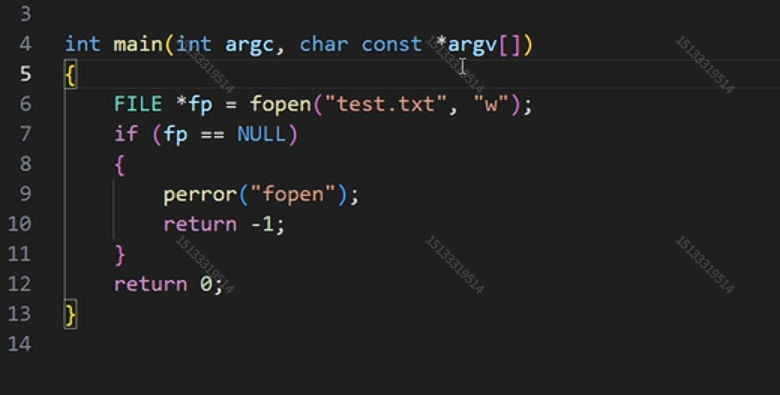 3
4 int main(int argc, char const *argv[])
5 {
6 FILE *fp = fopen("test.txt", "w");
7 if (fp == NULL)
8 {
9 perror("fopen");
10 return -1;
11 }
12 return 0;
13 }
14
15133319514
15133319514
15133319514
15133319514
15133319514
15133319514